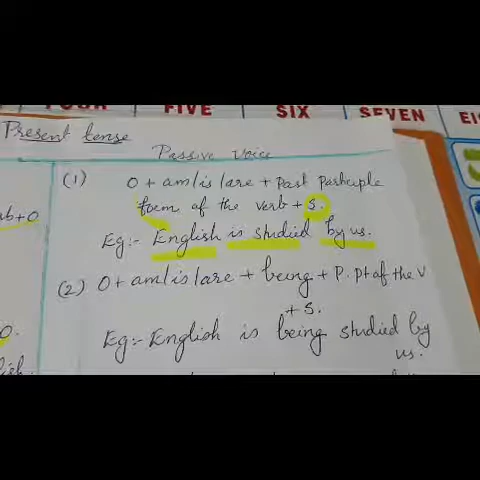 FOUR FIVE SIX SEVEN
Present tense
Passive Voice
(1) O + am/is/are + Past Participle
form of the verb + S.
Eg:- English is studied by us.
(2) O + am/is/are + being + P. Pt of the V
+ S.
Eg:- English is being studied by
us.
+ O
O.